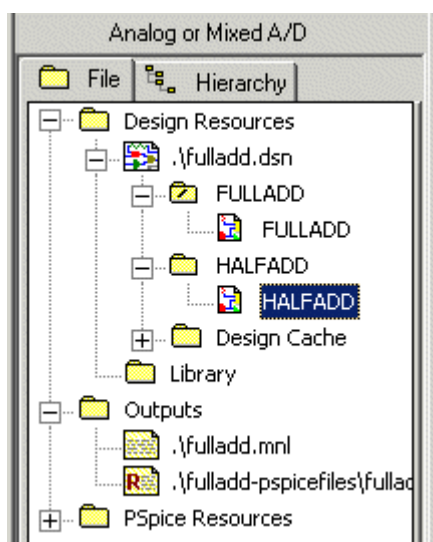 Analog or Mixed A/D
File Hierarchy
Design Resources
.\fulladd.dsn
FULLADD
FULLADD
HALFADD
HALFADD
Design Cache
Library
Outputs
.\fulladd.mnl
.\fulladd-pspicefiles\fullad
PSpice Resources